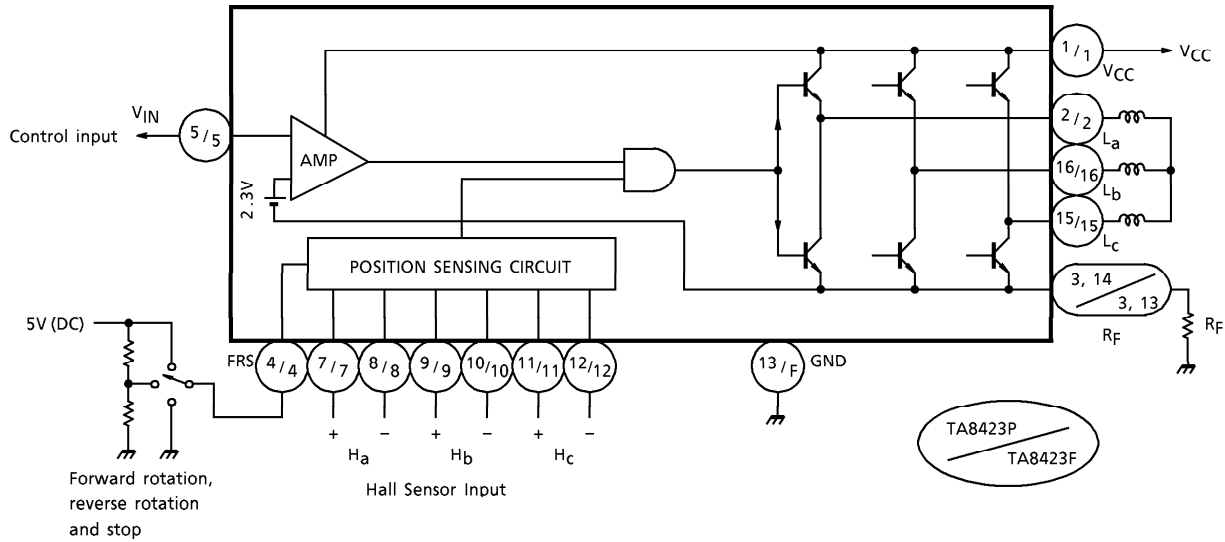 1/1
VCC
VCC
VIN
Control input
5/5
AMP
2/2
La
16/16
Lb
15/15
Lc
2.3V
POSITION SENSING CIRCUIT
3, 14
3, 13
RF
RF
5V (DC)
FRS
4/4
7/7
8/8
9/9
10/10
11/11
12/12
13/F
GND
+
−
+
−
+
−
Ha
Hb
Hc
Hall Sensor Input
TA8423P
TA8423F
Forward rotation,
reverse rotation
and stop